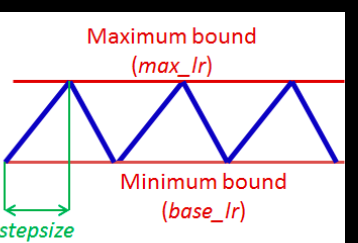 Maximum bound
(max_lr)
Minimum bound
(base_lr)
stepsize